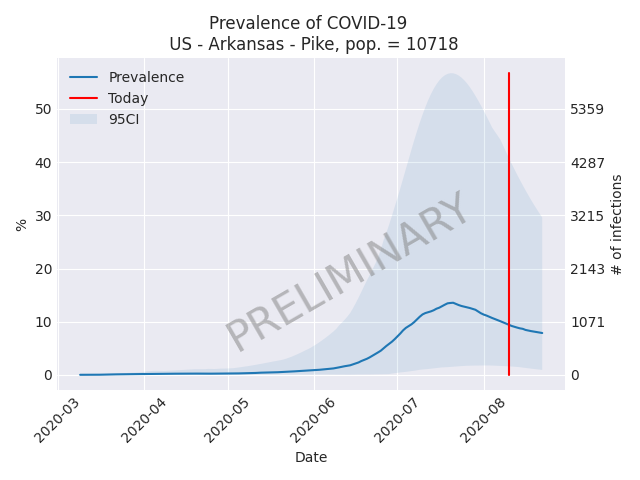 Prevalence of COVID-19
US - Arkansas - Pike, pop. = 10718
Prevalence
Today
95CI
PRELIMINARY
%
50
40
30
20
10
0
5359
4287
3215
2143
1071
0
# of infections
2020-03
2020-04
2020-05
2020-06
2020-07
2020-08
Date